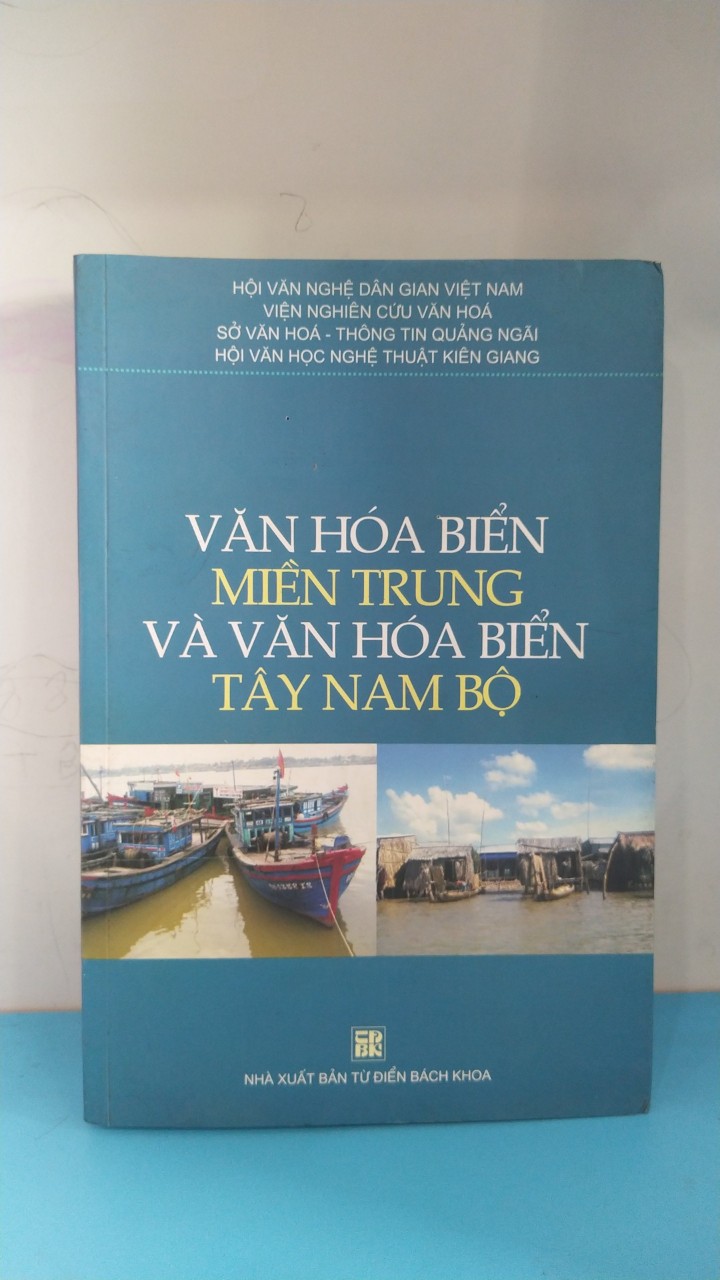 HỘI VĂN NGHỆ DÂN GIAN VIỆT NAM
VIỆN NGHIÊN CỨU VĂN HOÁ
SỞ VĂN HOÁ - THÔNG TIN QUẢNG NGÃI
HỘI VĂN HỌC NGHỆ THUẬT KIÊN GIANG
VĂN HÓA BIỂN
MIỀN TRUNG
VÀ VĂN HÓA BIỂN
TÂY NAM BỘ
NHÀ XUẤT BẢN TỪ ĐIỂN BÁCH KHOA